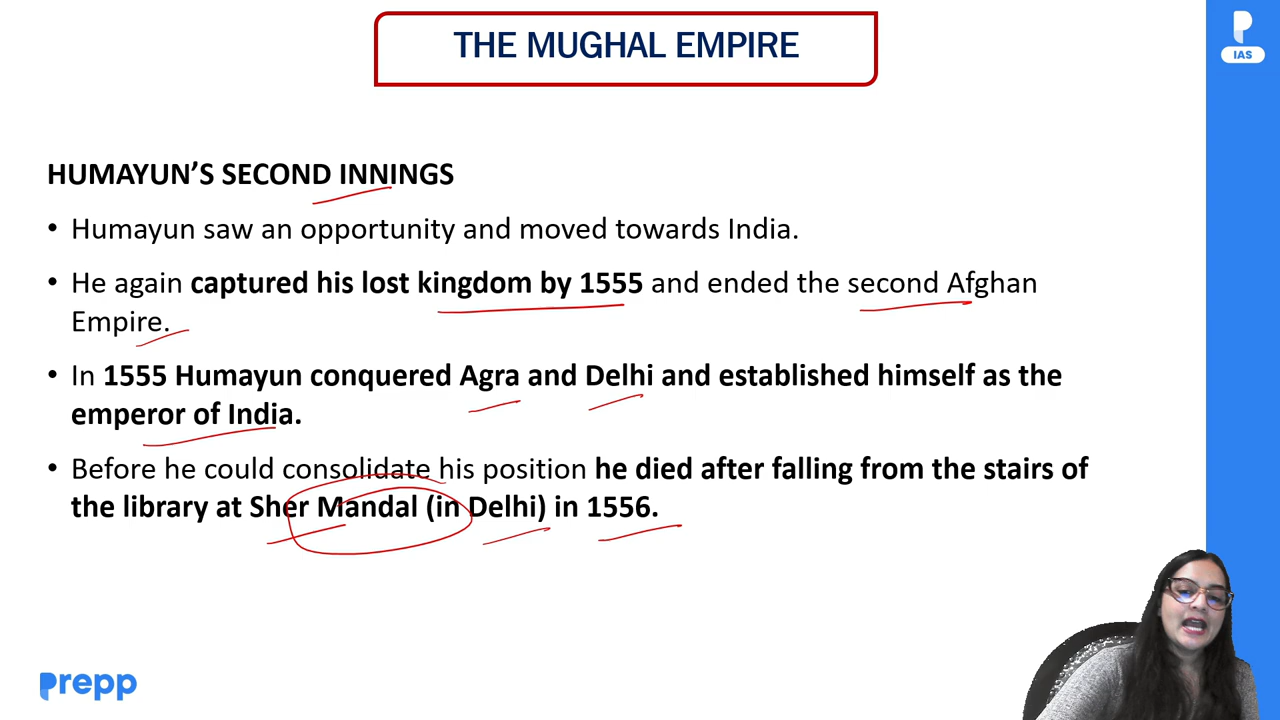 THE MUGHAL EMPIRE
IAS
HUMAYUN’S SECOND INNINGS
• Humayun saw an opportunity and moved towards India.
• He again captured his lost kingdom by 1555 and ended the second Afghan
Empire.
• In 1555 Humayun conquered Agra and Delhi and established himself as the
emperor of India.
• Before he could consolidate his position he died after falling from the stairs of
the library at Sher Mandal (in Delhi) in 1556.
prepp